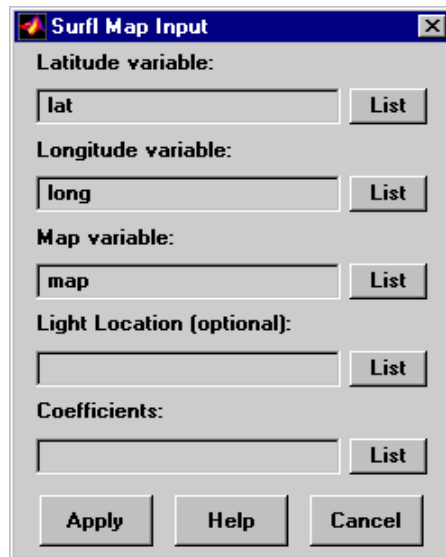 Surfl Map Input
Latitude variable:
lat List
Longitude variable:
long List
Map variable:
map List
Light Location (optional):
List
Coefficients:
List
Apply Help Cancel